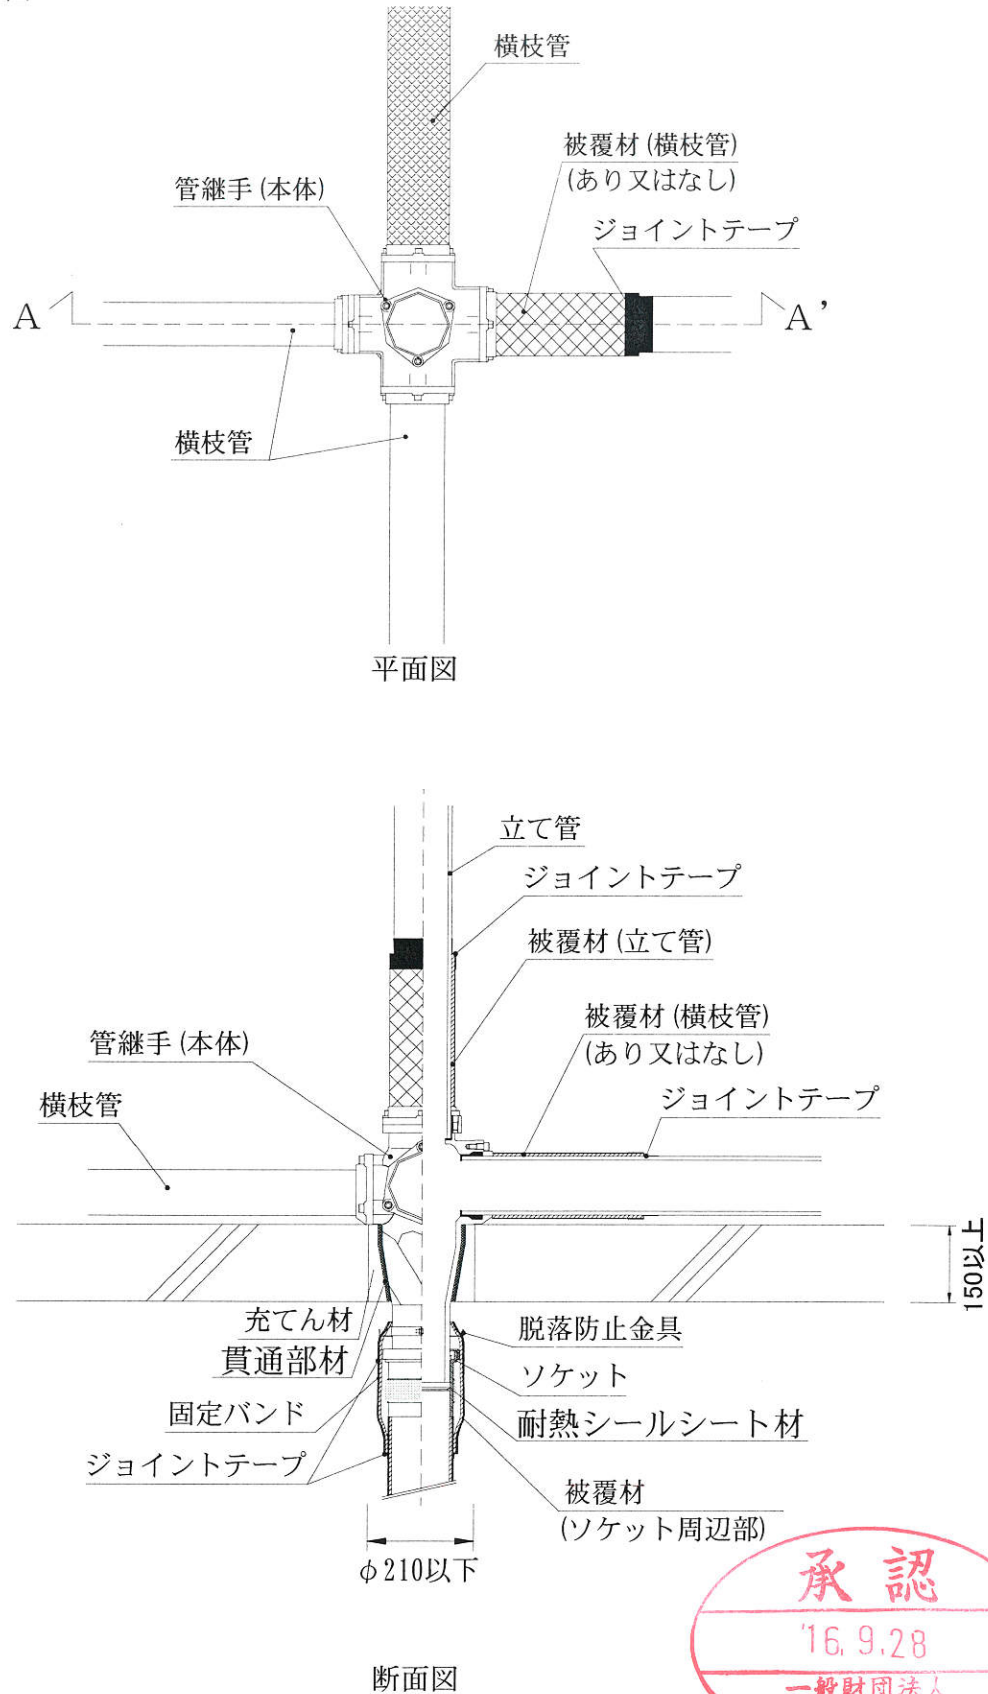 横枝管
被覆材 (横枝管)
(あり又はなし)
管継手 (本体)
ジョイントテープ
A
A’
横枝管
平面図
立て管
ジョイントテープ
被覆材 (立て管)
被覆材 (横枝管)
(あり又はなし)
管継手 (本体)
ジョイントテープ
横枝管
150以上
充てん材
脱落防止金具
貫通部材
ソケット
固定バンド
耐熱シールシート材
ジョイントテープ
被覆材
(ソケット周辺部)
φ210以下
承認
'16.9.28
一般財団法人
断面図